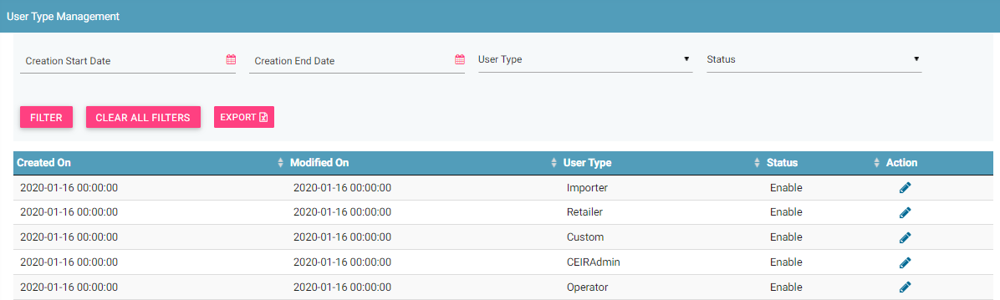 User Type Management
Creation Start Date Creation End Date User Type Status
FILTER CLEAR ALL FILTERS EXPORT
Created On Modified On User Type Status Action
2020-01-16 00:00:00 2020-01-16 00:00:00 Importer Enable
2020-01-16 00:00:00 2020-01-16 00:00:00 Retailer Enable
2020-01-16 00:00:00 2020-01-16 00:00:00 Custom Enable
2020-01-16 00:00:00 2020-01-16 00:00:00 CEIRAdmin Enable
2020-01-16 00:00:00 2020-01-16 00:00:00 Operator Enable